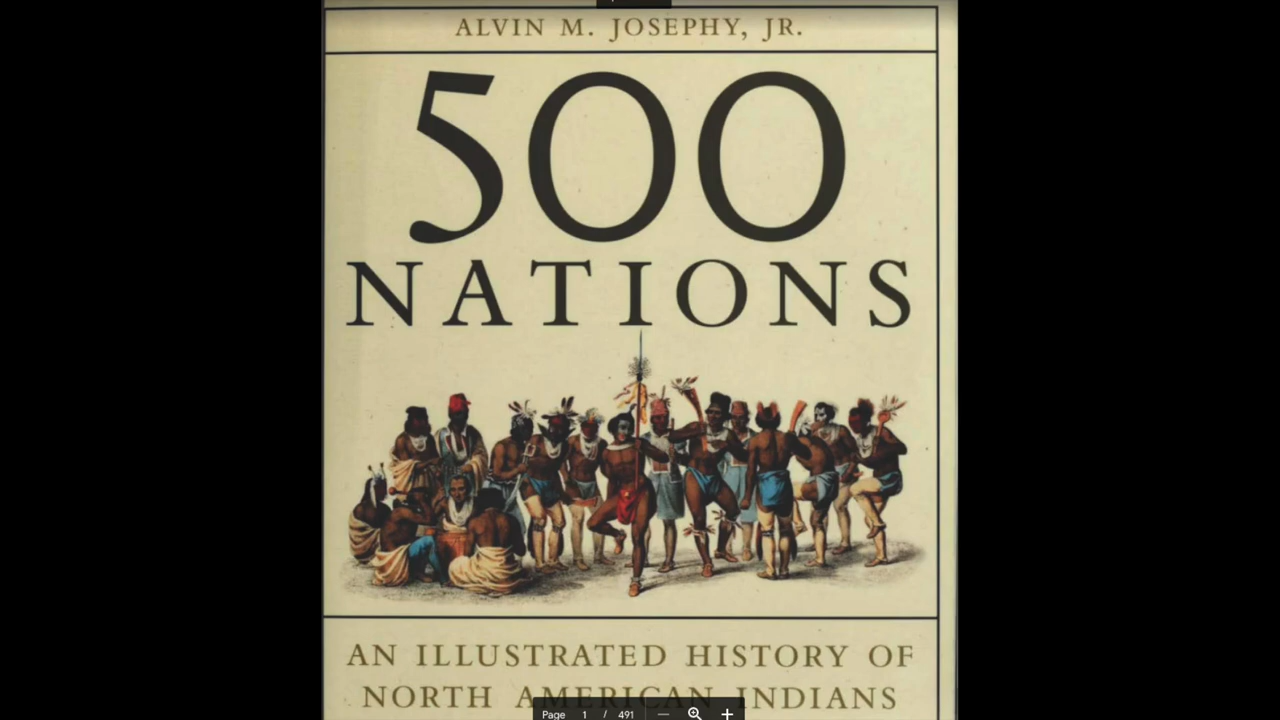 ALVIN M. JOSEPHY, JR.
500
NATIONS
AN ILLUSTRATED HISTORY OF
NORTH AMERICAN INDIANS
Page 1 / 491